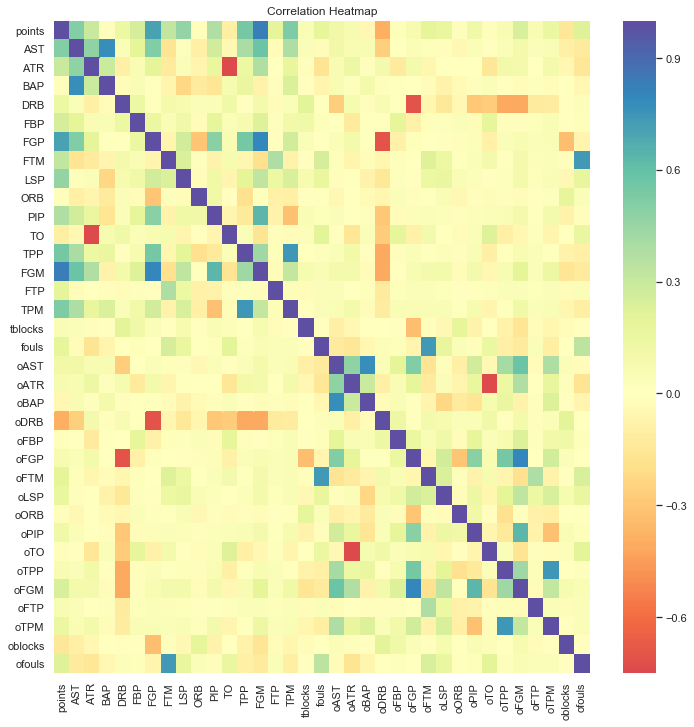 Correlation Heatmap
points
AST
ATR
BAP
DRB
FBP
FGP
FTM
LSP
ORB
PIP
TO
TPP
FGM
FTP
TPM
tblocks
fouls
oAST
oATR
oBAP
oDRB
oFBP
oFGP
oFTM
oLSP
oORB
oPIP
oTO
oTPP
oFGM
oFTP
oTPM
oblocks
ofouls
points AST ATR BAP DRB FBP FGP FTM LSP ORB PIP TO TPP FGM FTP TPM tblocks fouls oAST oATR oBAP oDRB oFBP oFGP oFTM oLSP oORB oPIP oTO oTPP oFGM oFTP oTPM oblocks ofouls
0.9
0.6
0.3
0.0
−0.3
−0.6